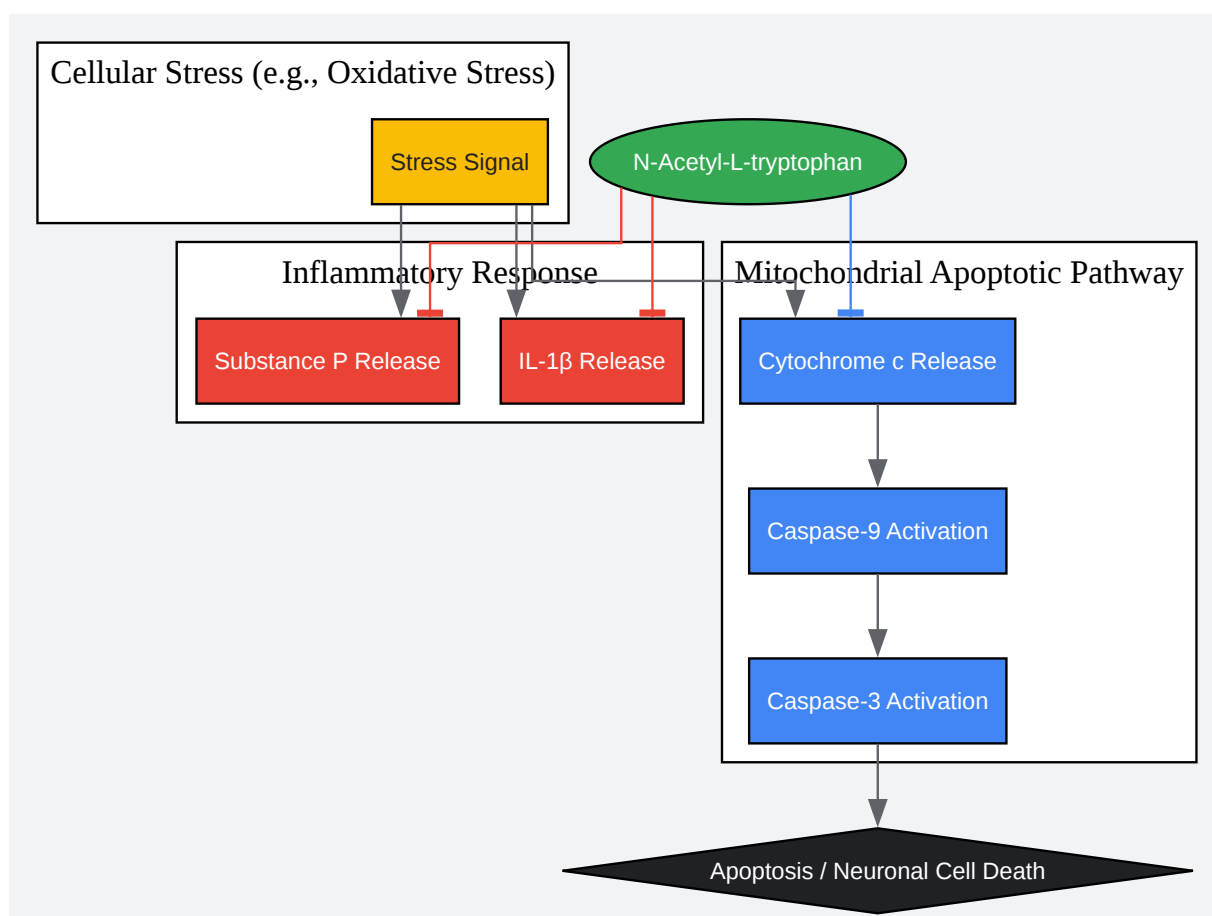 Cellular Stress (e.g., Oxidative Stress)
Stress Signal
N-Acetyl-L-tryptophan
Inflammatory Response
Mitochondrial Apoptotic Pathway
Substance P Release
IL-1β Release
Cytochrome c Release
Caspase-9 Activation
Caspase-3 Activation
Apoptosis / Neuronal Cell Death